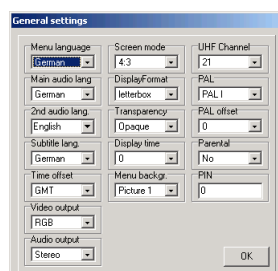 General settings
Menu language
German
Main audio lang
German
2nd audio lang.
English
Subtitle lang.
German
Time offset
GMT
Video output
RGB
Audio output
Stereo
Screen mode
4:3
DisplayFormat
letterbox
Transparency
Opaque
Display time
0
Menu backgr.
Picture 1
UHF Channel
21
PAL
PAL I
PAL offset
0
Parental
No
PIN
0
OK